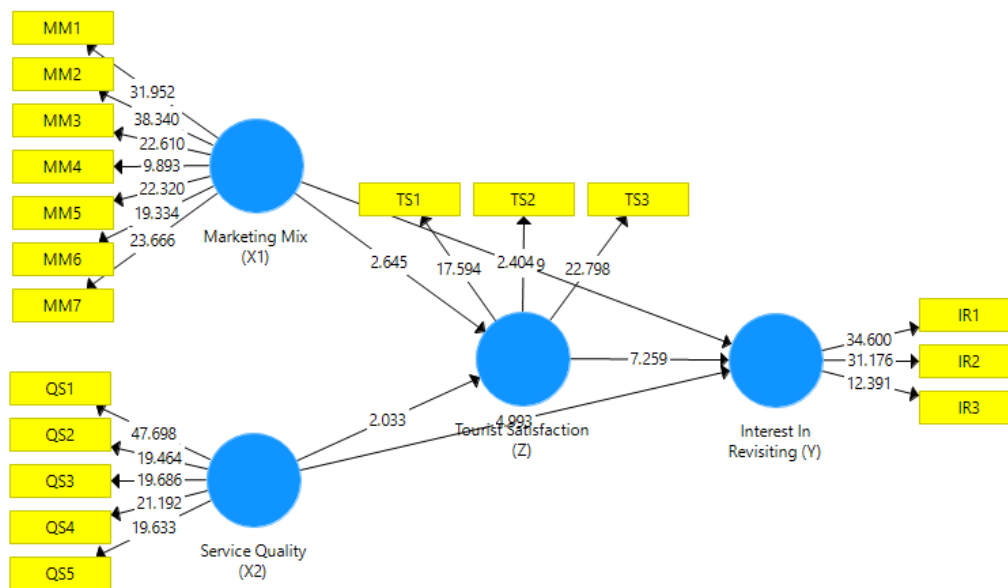 MM1
MM2
MM3
MM4
MM5
MM6
MM7
31.952
38.340
22.610
9.893
22.320
19.334
23.666
Marketing Mix
(X1)
TS1
TS2
TS3
17.594
2.404
22.798
2.645
Tourist Satisfaction
(Z)
7.259
4.993
2.033
QS1
QS2
QS3
QS4
QS5
47.698
19.464
19.686
21.192
19.633
Service Quality
(X2)
Interest In
Revisiting (Y)
34.600
31.176
12.391
IR1
IR2
IR3